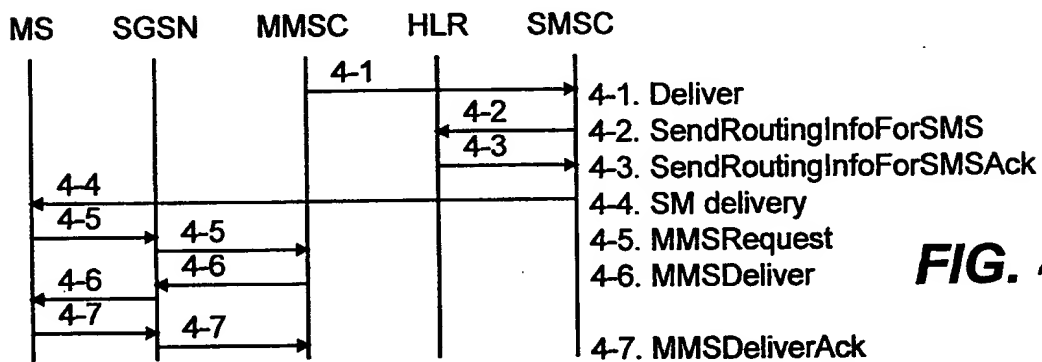 MS SGSN MMSC HLR SMSC
4-1
4-1. Deliver
4-2
4-2. SendRoutingInfoForSMS
4-3
4-3. SendRoutingInfoForSMSAck
4-4
4-4. SM delivery
4-5
4-5
4-5. MMSRequest
4-6
4-6
4-6. MMSDeliver
FIG. 4
4-7
4-7
4-7. MMSDeliverAck